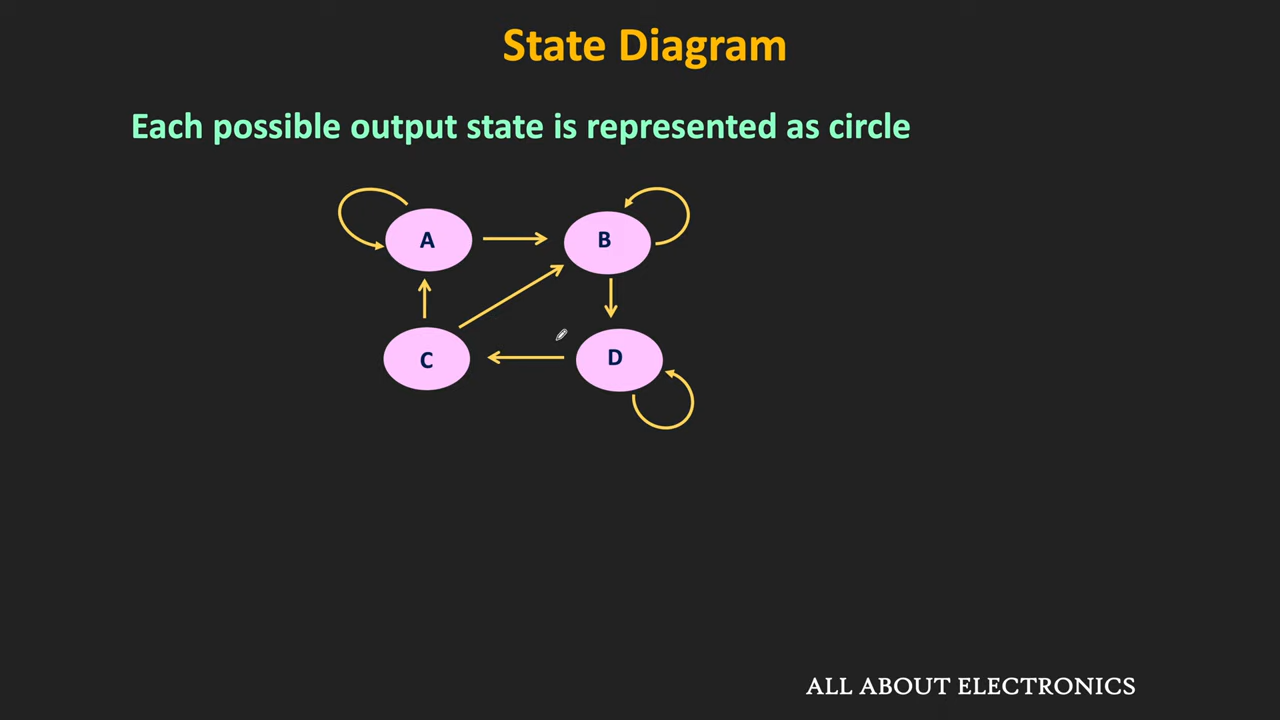 State Diagram
Each possible output state is represented as circle
A
B
C
D
ALL ABOUT ELECTRONICS